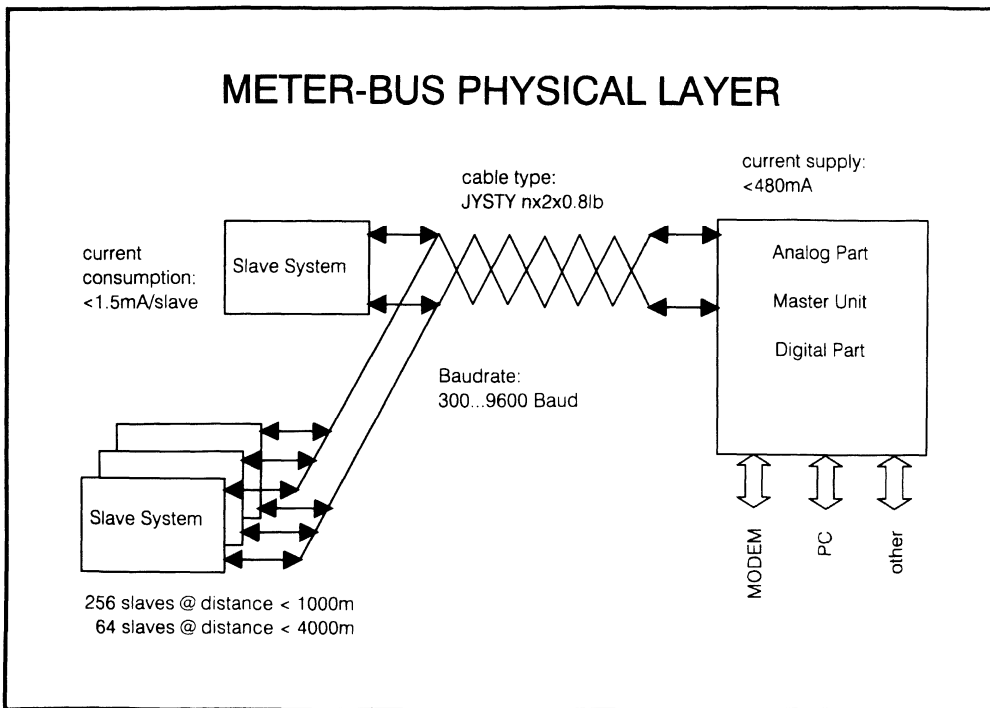 METER-BUS PHYSICAL LAYER
current supply:
<480mA
cable type:
JYSTY nx2x0.8lb
current
consumption:
<1.5mA/slave
Slave System
Analog Part
Master Unit
Digital Part
Baudrate:
300...9600 Baud
Slave System
MODEM
PC
other
256 slaves @ distance < 1000m
64 slaves @ distance < 4000m